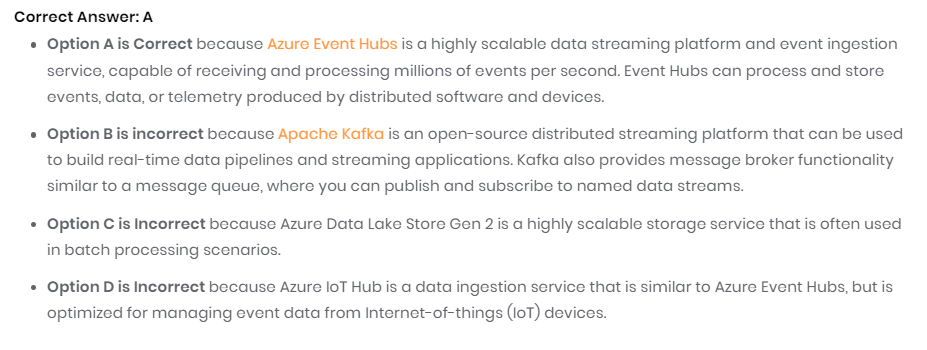 Correct Answer: A
• Option A is Correct because Azure Event Hubs is a highly scalable data streaming platform and event ingestion
service, capable of receiving and processing millions of events per second. Event Hubs can process and store
events, data, or telemetry produced by distributed software and devices.
• Option B is incorrect because Apache Kafka is an open-source distributed streaming platform that can be used
to build real-time data pipelines and streaming applications. Kafka also provides message broker functionality
similar to a message queue, where you can publish and subscribe to named data streams.
• Option C is Incorrect because Azure Data Lake Store Gen 2 is a highly scalable storage service that is often used
in batch processing scenarios.
• Option D is Incorrect because Azure IoT Hub is a data ingestion service that is similar to Azure Event Hubs, but is
optimized for managing event data from Internet-of-things (IoT) devices.